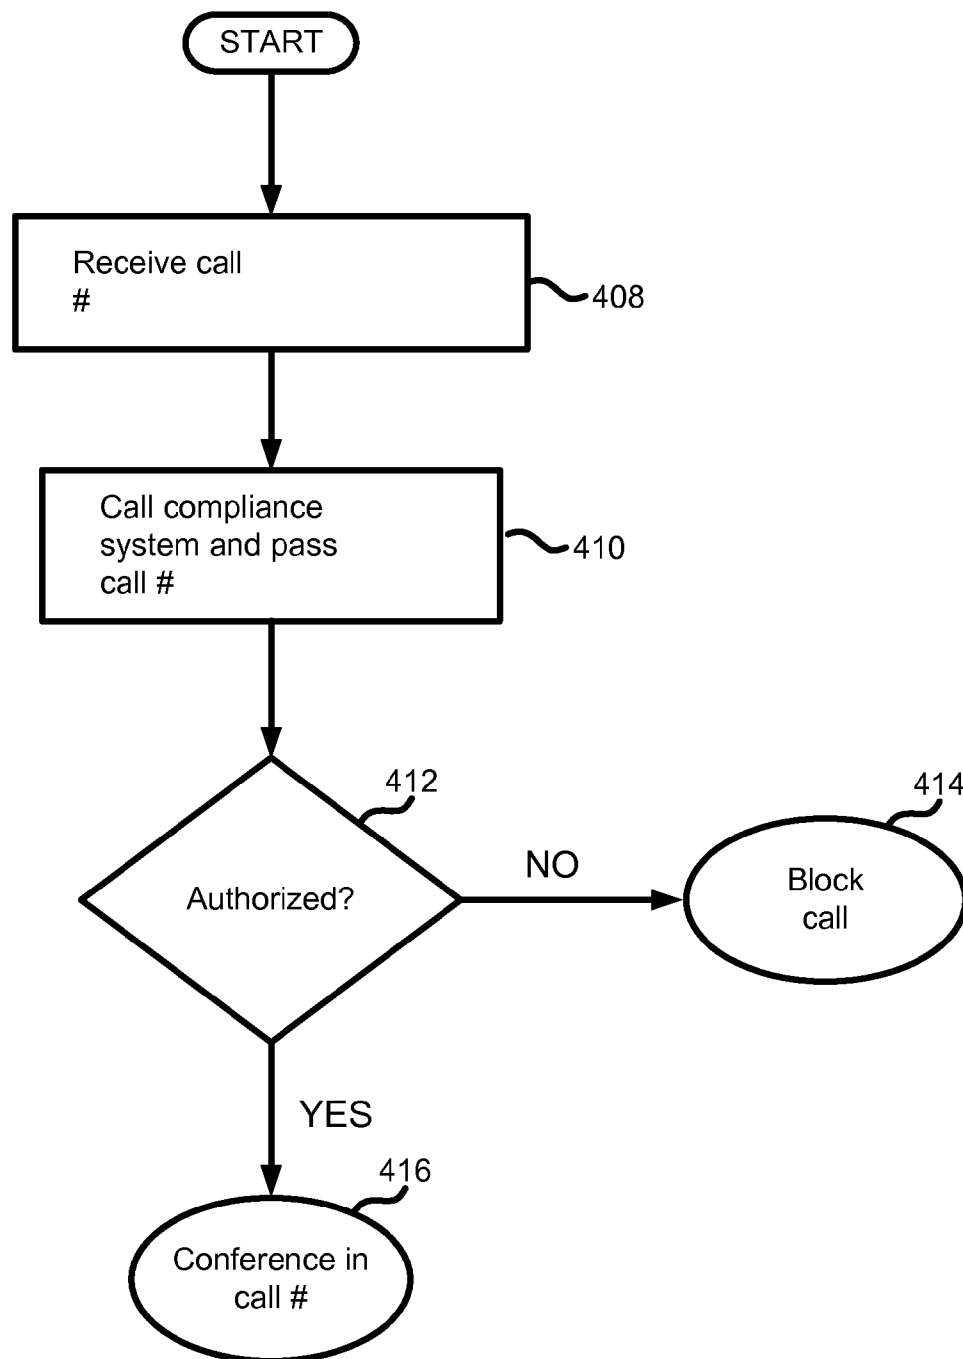 START
Receive call
#
408
Call compliance
system and pass
call #
410
412
Authorized?
NO
414
Block
call
YES
416
Conference in
call #